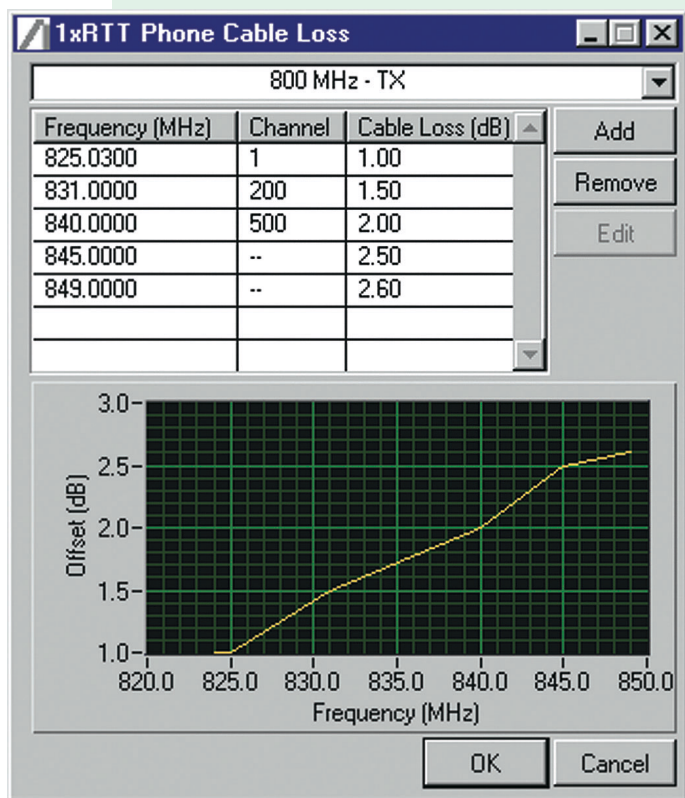 1xRTT Phone Cable Loss
800 MHz - TX
Frequency (MHz) Channel Cable Loss (dB)
825.0300 1 1.00
831.0000 200 1.50
840.0000 500 2.00
845.0000 -- 2.50
849.0000 -- 2.60
Add
Remove
Edit
3.0
2.5
2.0
1.5
1.0
Offset (dB)
820.0 825.0 830.0 835.0 840.0 845.0 850.0
Frequency (MHz)
OK Cancel